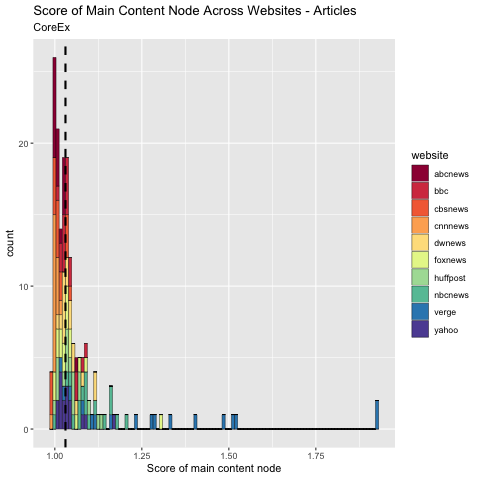 Score of Main Content Node Across Websites - Articles
CoreEx
count
20
10
0
1.00 1.25 1.50 1.75
Score of main content node
website
abcnews
bbc
cbsnews
cnnnews
dwnews
foxnews
huffpost
nbcnews
verge
yahoo